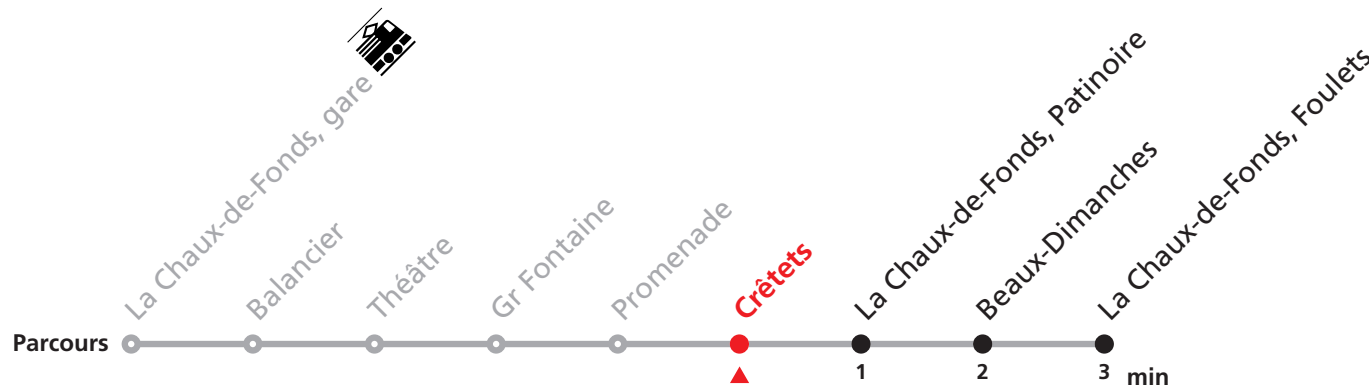 La Chaux-de-Fonds, gare
Balancier
Théâtre
Gr Fontaine
Promenade
Crêtets
La Chaux-de-Fonds, Patinoire
Beaux-Dimanches
La Chaux-de-Fonds, Foulets
Parcours
1 2 3 min